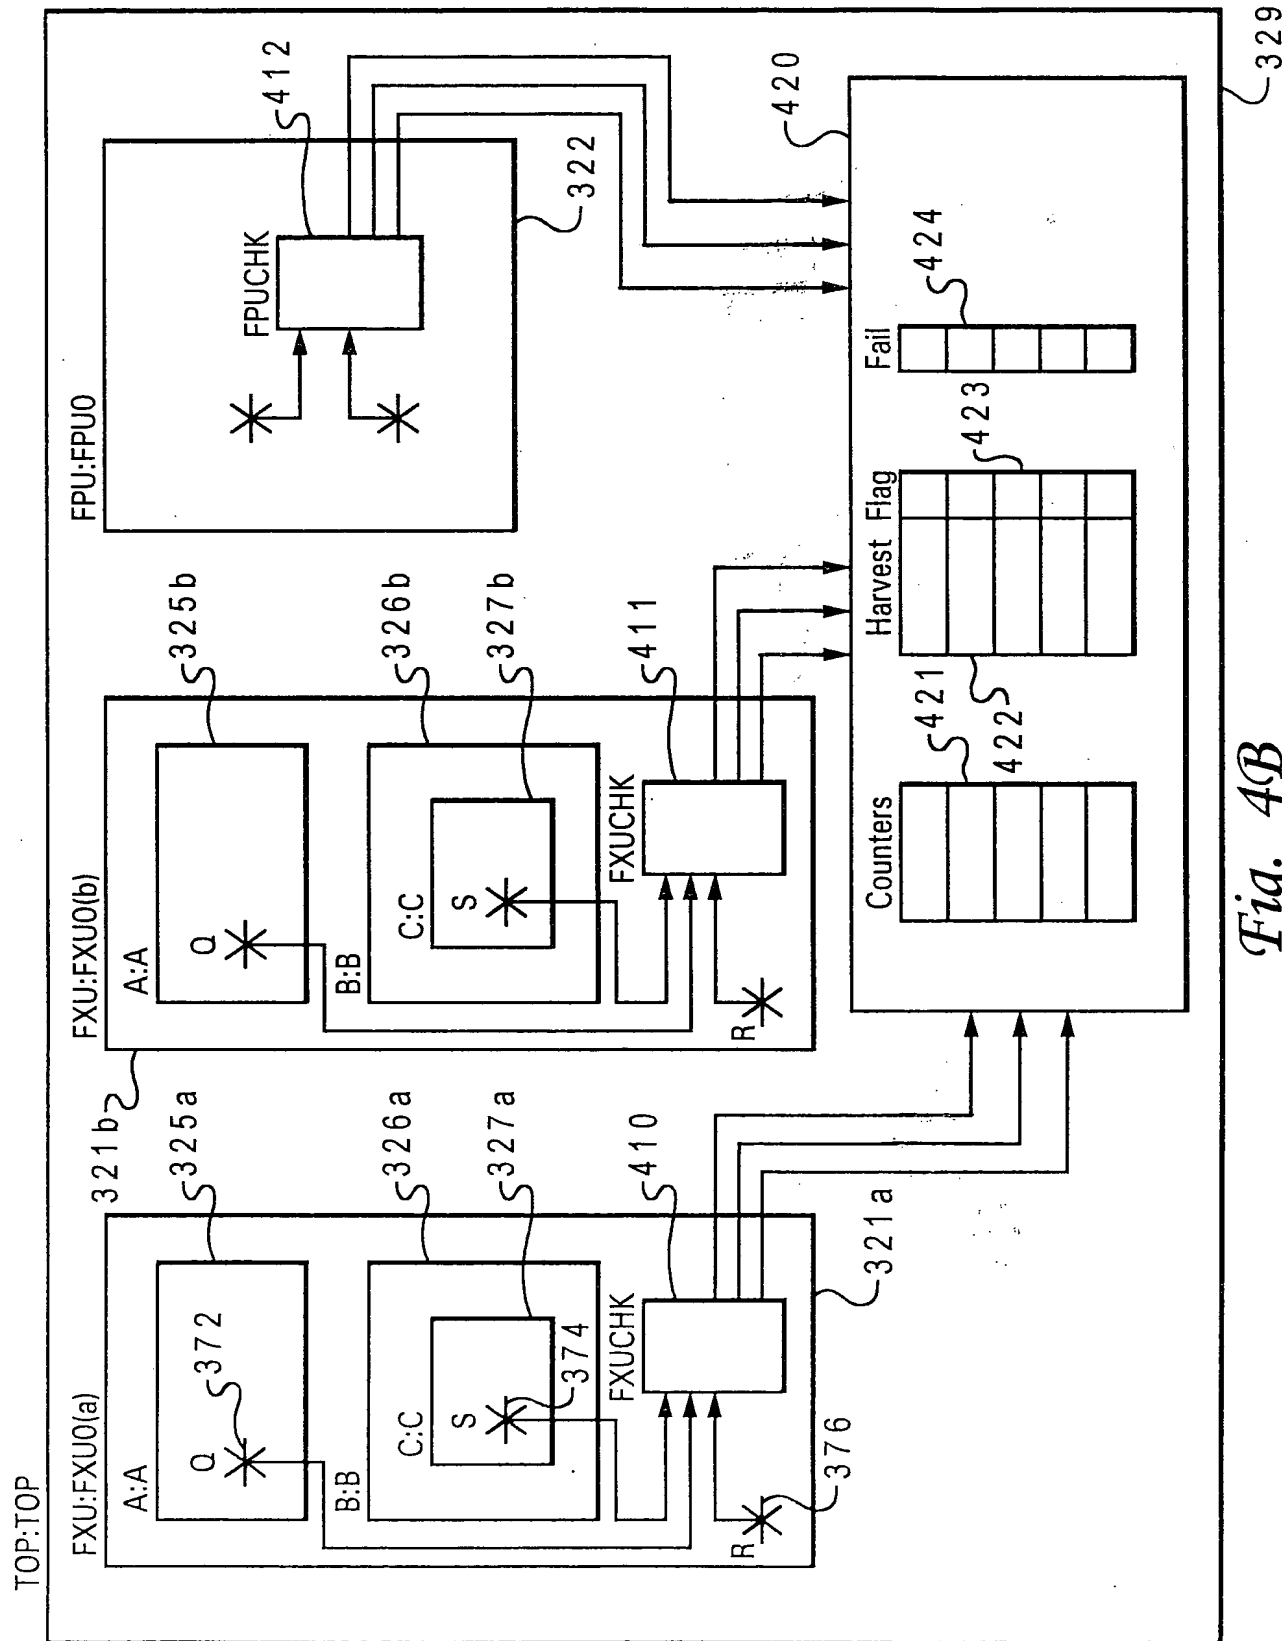 TOP:TOP
FXU:FXU0(a)
A:A
Q
372
325a
B:B
C:C
S
374
326a
327a
FXUCHK
410
R
376
321a
321b
FXU:FXU0(b)
A:A
Q
325b
B:B
C:C
S
326b
327b
FXUCHK
411
R
FPU:FPU0
FPUCHK
412
322
420
Counters
421
422
Harvest Flag
423
Fail
424
329
Fig. 4B